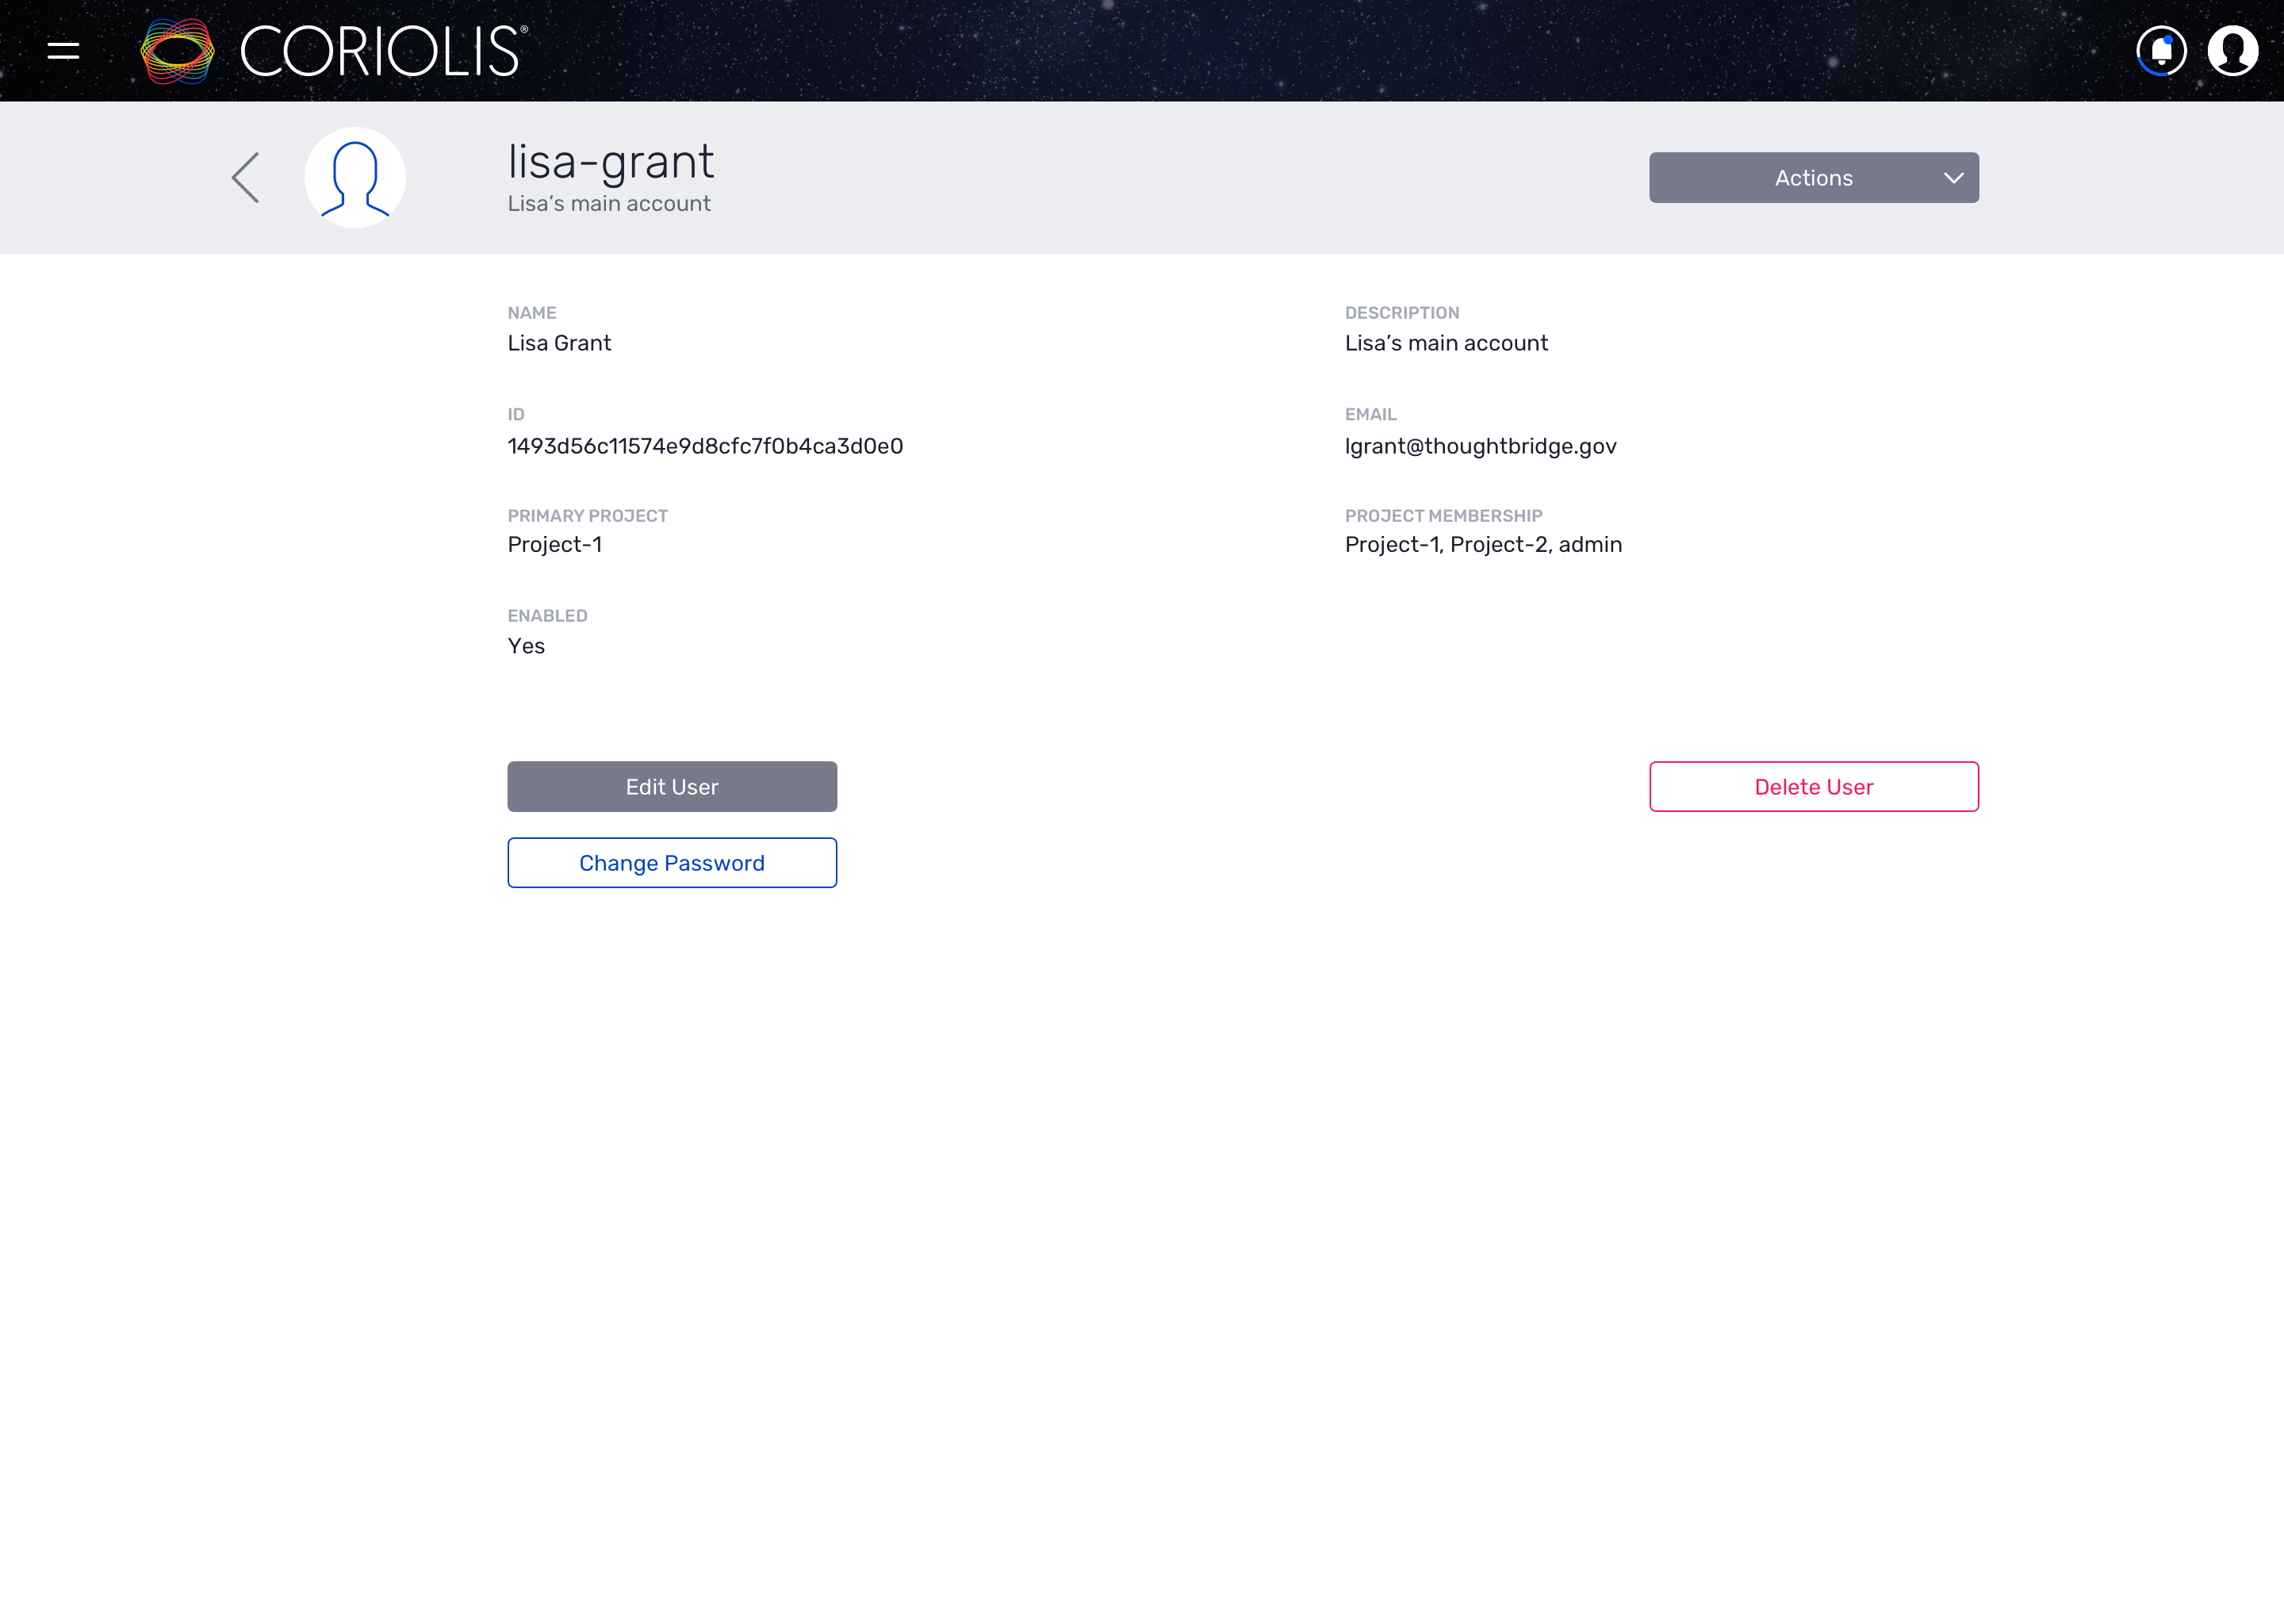 CORIOLIS®
lisa-grant
Lisa’s main account
Actions
NAME
Lisa Grant
DESCRIPTION
Lisa’s main account
ID
1493d56c11574e9d8cfc7f0b4ca3d0e0
EMAIL
lgrant@thoughtbridge.gov
PRIMARY PROJECT
Project-1
PROJECT MEMBERSHIP
Project-1, Project-2, admin
ENABLED
Yes
Edit User
Delete User
Change Password